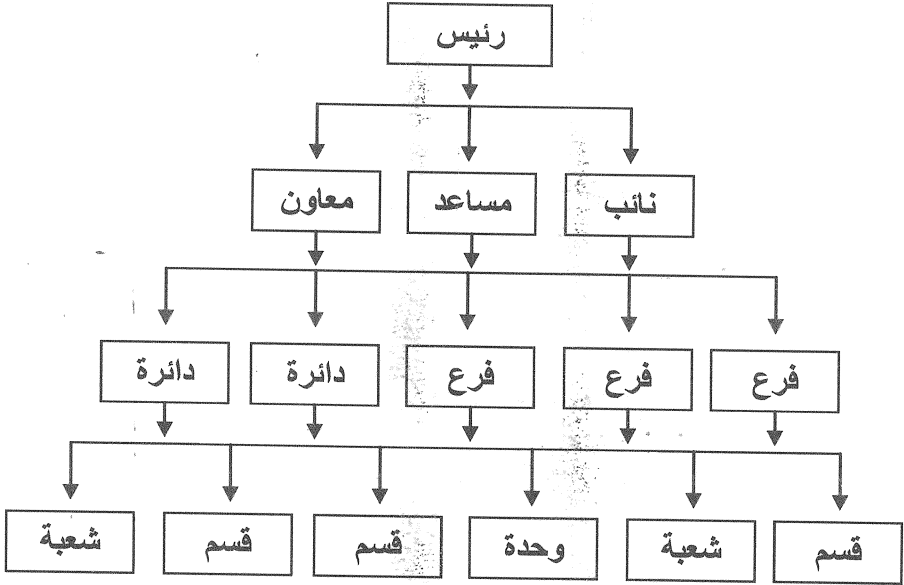 رئيس
نائب
مساعد
معاون
فرع
فرع
فرع
دائرة
دائرة
قسم
شعبة
وحدة
قسم
قسم
شعبة